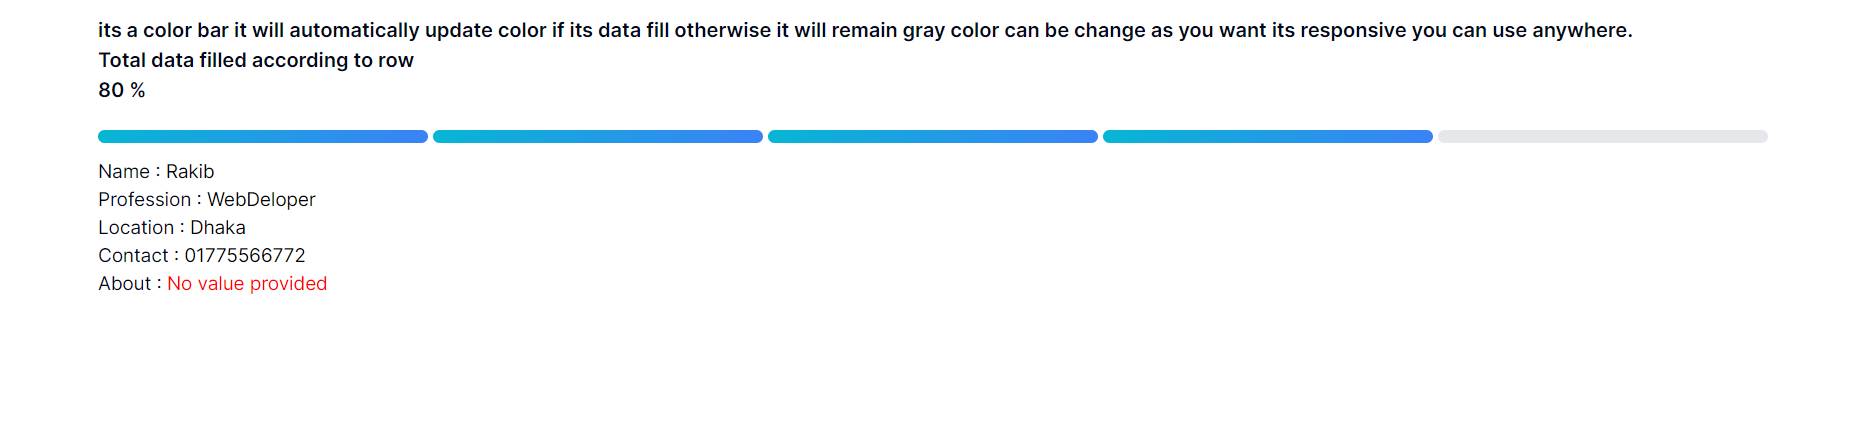 its a color bar it will automatically update color if its data fill otherwise it will remain gray color can be change as you want its responsive you can use anywhere.
Total data filled according to row
80 %
Name : Rakib
Profession : WebDeloper
Location : Dhaka
Contact : 01775566772
About : No value provided